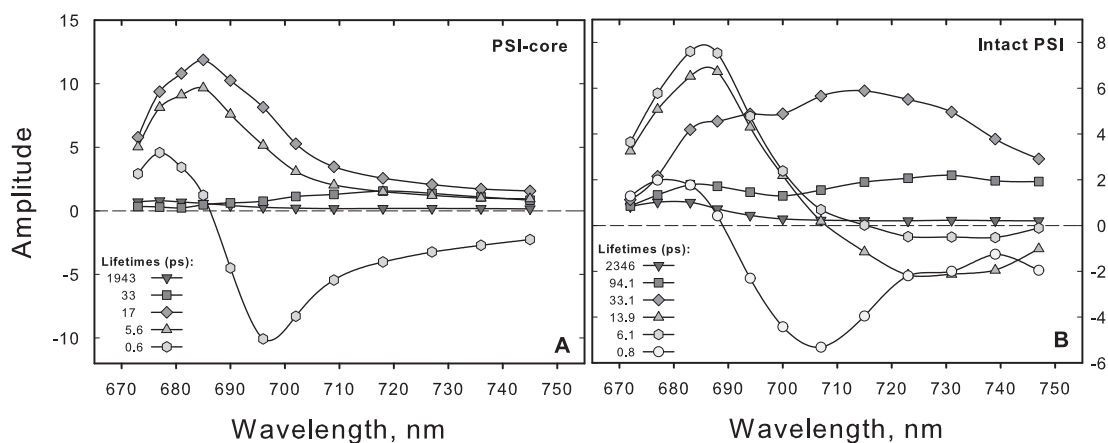 PSI-core
Amplitude
15
10
5
0
-5
-10
Lifetimes (ps):
1943
33
17
5.6
0.6
A
670 680 690 700 710 720 730 740 750
Wavelength, nm
Intact PSI
8
6
4
2
0
-2
-4
-6
Lifetimes (ps):
2346
94.1
33.1
13.9
6.1
0.8
B
670 680 690 700 710 720 730 740 750
Wavelength, nm